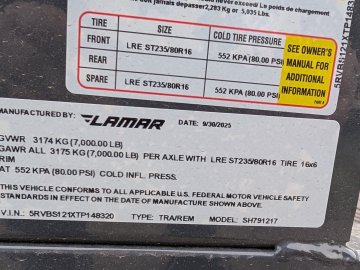 never exceed
doit jamais dépasser 2,283 Kg or Le poids de chargement
5,035 Lbs.
TIRE SIZE COLD TIRE PRESSURE
FRONT LRE ST235/80R16 552 KPA (80.00 PSI)
REAR
SPARE LRE ST235/80R16 552 KPA (80.00 PSI)
SEE OWNER'S
MANUAL FOR
ADDITIONAL
INFORMATION
5RVBS121XTP148320
LAMAR DATE: 9/30/2025
GVWR 3174 KG (7,000.00 LB)
GAWR ALL 3175 KG (7,000.00 LB) PER AXLE WITH LRE ST235/80R16 TIRE 16x6
RIM
AT 552 KPA (80.00 PSI) COLD INFL. PRESS.
THIS VEHICLE CONFORMS TO ALL APPLICABLE U.S. FEDERAL MOTOR VEHICLE SAFETY
STANDARDS IN EFFECT ON THE DATE OF MANUFACTURE SHOWN ABOVE.
V.I.N.: 5RVBS121XTP148320 TYPE: TRA/REM MODEL: SH791217